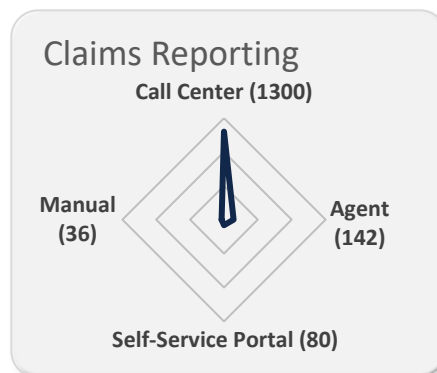 Claims Reporting
Call Center (1300)
Manual
(36)
Agent
(142)
Self-Service Portal (80)